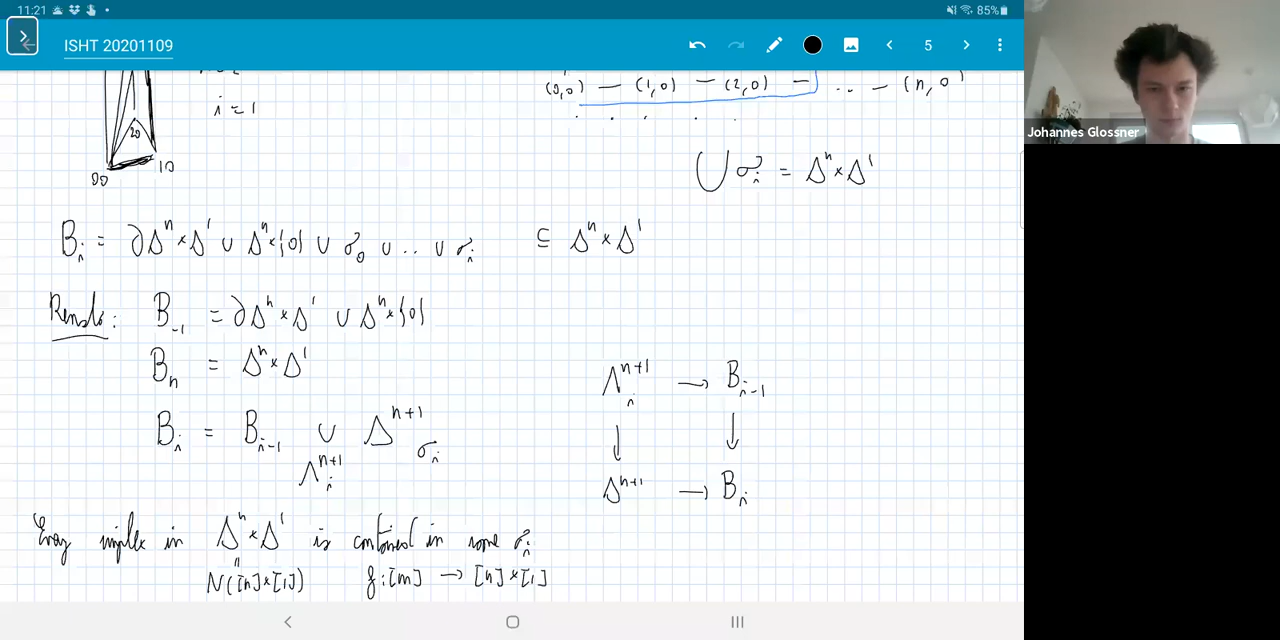 11:21
85%
ISHT 20201109
5
(0,0) — (1,0) — (2,0) — ‥ — (n,0)
i = 1
20
10
00
⋃ σᵢ = Δⁿ × Δ¹
Bᵢ = ∂Δⁿ × Δ¹ ∪ Δⁿ × {0} ∪ σ₀ ∪ ‥ ∪ σᵢ ⊆ Δⁿ × Δ¹
B₋₁ = ∂Δⁿ × Δ¹ ∪ Δⁿ × {0}
Bₙ = Δⁿ × Δ¹
Λᵢⁿ⁺¹ → Bᵢ₋₁
Bᵢ = Bᵢ₋₁ ∪ Δⁿ⁺¹ σᵢ
Λᵢⁿ⁺¹
Δⁿ⁺¹ → Bᵢ
Every simplex in Δⁿ × Δ¹ is contained in some σᵢ
N([n]×[1]) f: [m] → [n]×[1]
Johannes Glossner